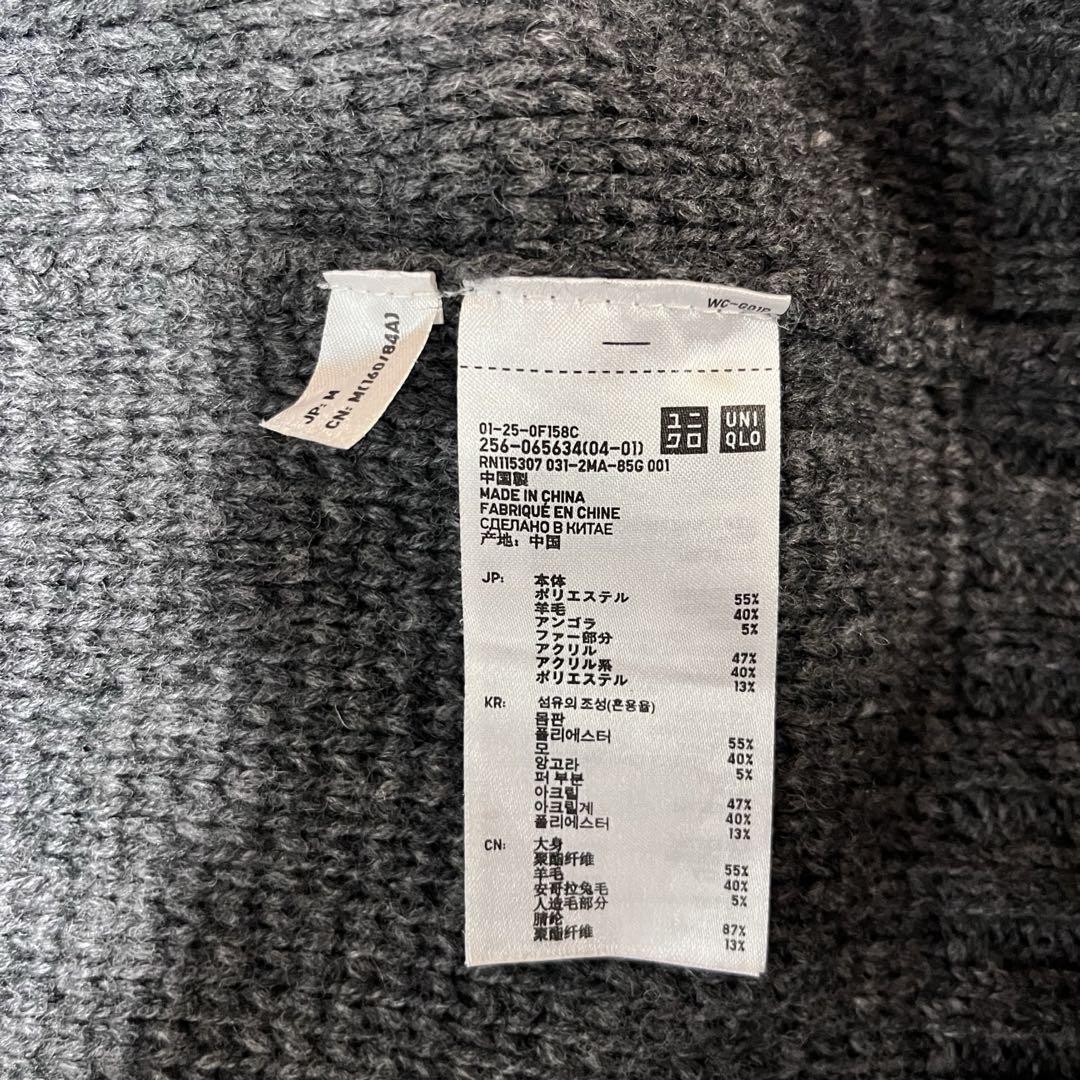 JP: M
CN: M(160/84A)
ユニクロ
UNIQLO
01-25-0F158C
256-065634(04-01)
RN115307 031-2MA-85G 001
中国製
MADE IN CHINA
FABRIQUÉ EN CHINE
СДЕЛАНО В КИТАЕ
产地: 中国
JP: 本体
ポリエステル 55%
羊毛 40%
アンゴラ 5%
ファー部分
アクリル 47%
アクリル系 40%
ポリエステル 13%
KR: 섬유의 조성(혼용율)
몸판
폴리에스터 55%
모 40%
앙고라 5%
퍼 부분
아크릴 47%
아크릴계 40%
폴리에스터 13%
CN: 大身
聚酯纤维 55%
羊毛 40%
安哥拉兔毛 5%
人造毛部分
腈纶 87%
聚酯纤维 13%